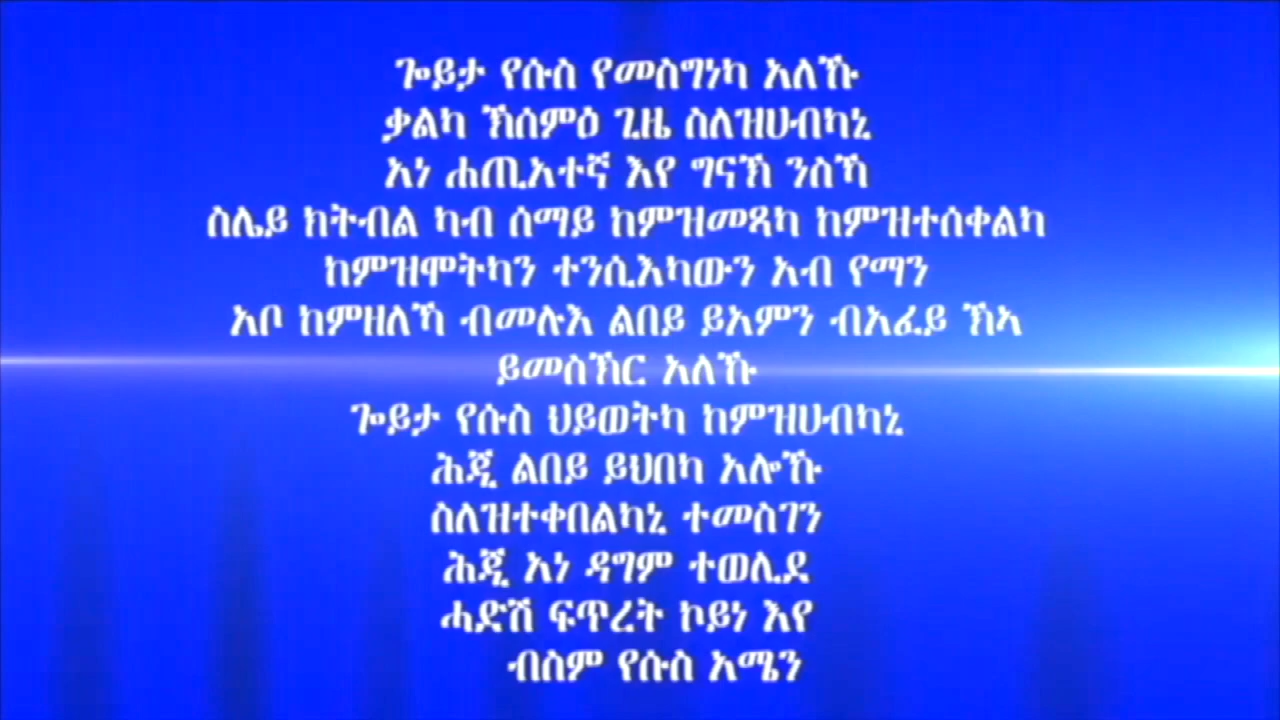 ጐይታ የሱስ የመስግነካ አለኹ
ቃልካ ኽሰምዕ ጊዜ ስለዝሀብካኒ
አነ ሐጢአተኛ እየ ግናኽ ንስኻ
ስሌይ ክትብል ካብ ሰማይ ከምዝመጻካ ከምዝተሰቀልካ
ከምዝሞትካን ተንሲእካውን አብ የማን
አቦ ከምዘለኻ ብመሉእ ልበይ ይአምን ብአፈይ ኽኣ
ይመስኽር አለኹ
ጐይታ የሱስ ህይወትካ ከምዝሀብካኒ
ሕጂ ልበይ ይህበካ አሎኹ
ስለዝተቀበልካኒ ተመስገን
ሕጂ አነ ዳግም ተወሊደ
ሓድሽ ፍጥረት ኮይነ እየ
ብስም የሱስ አሜን